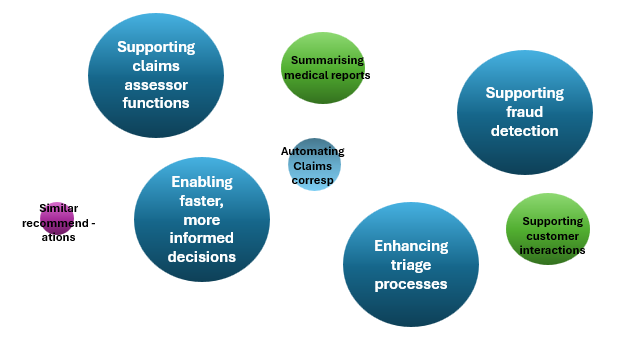 Supporting
claims
assessor
functions
Summarising
medical reports
Supporting
fraud
detection
Automating
Claims
corresp
Enabling
faster,
more
informed
decisions
Similar
recommend -
ations
Enhancing
triage
processes
Supporting
customer
interactions